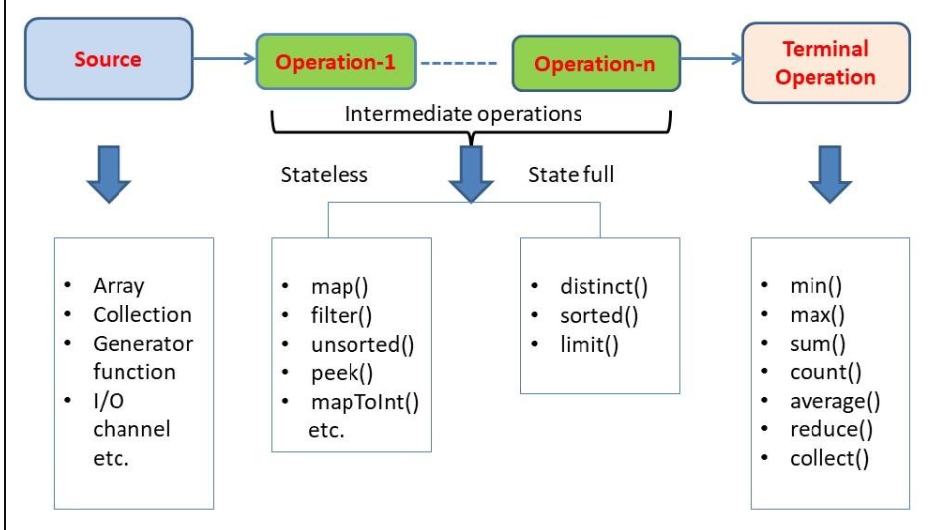 Source
Operation-1
Operation-n
Terminal
Operation
Intermediate operations
Stateless
State full
• Array
• Collection
• Generator
function
• I/O
channel
etc.
• map()
• filter()
• unsorted()
• peek()
• mapToInt()
etc.
• distinct()
• sorted()
• limit()
• min()
• max()
• sum()
• count()
• average()
• reduce()
• collect()